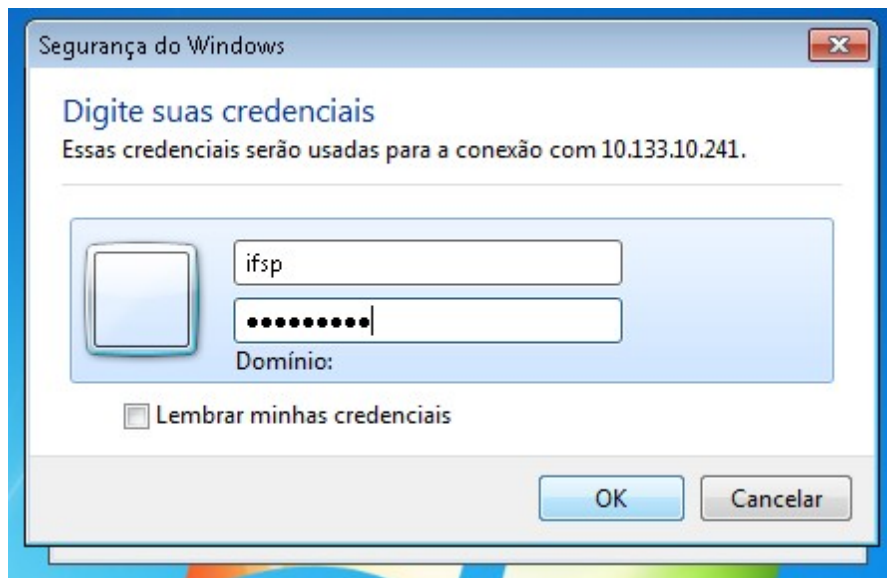 Segurança do Windows
Digite suas credenciais
Essas credenciais serão usadas para a conexão com 10.133.10.241.
ifsp
●●●●●●●●●
Domínio:
Lembrar minhas credenciais
OK
Cancelar